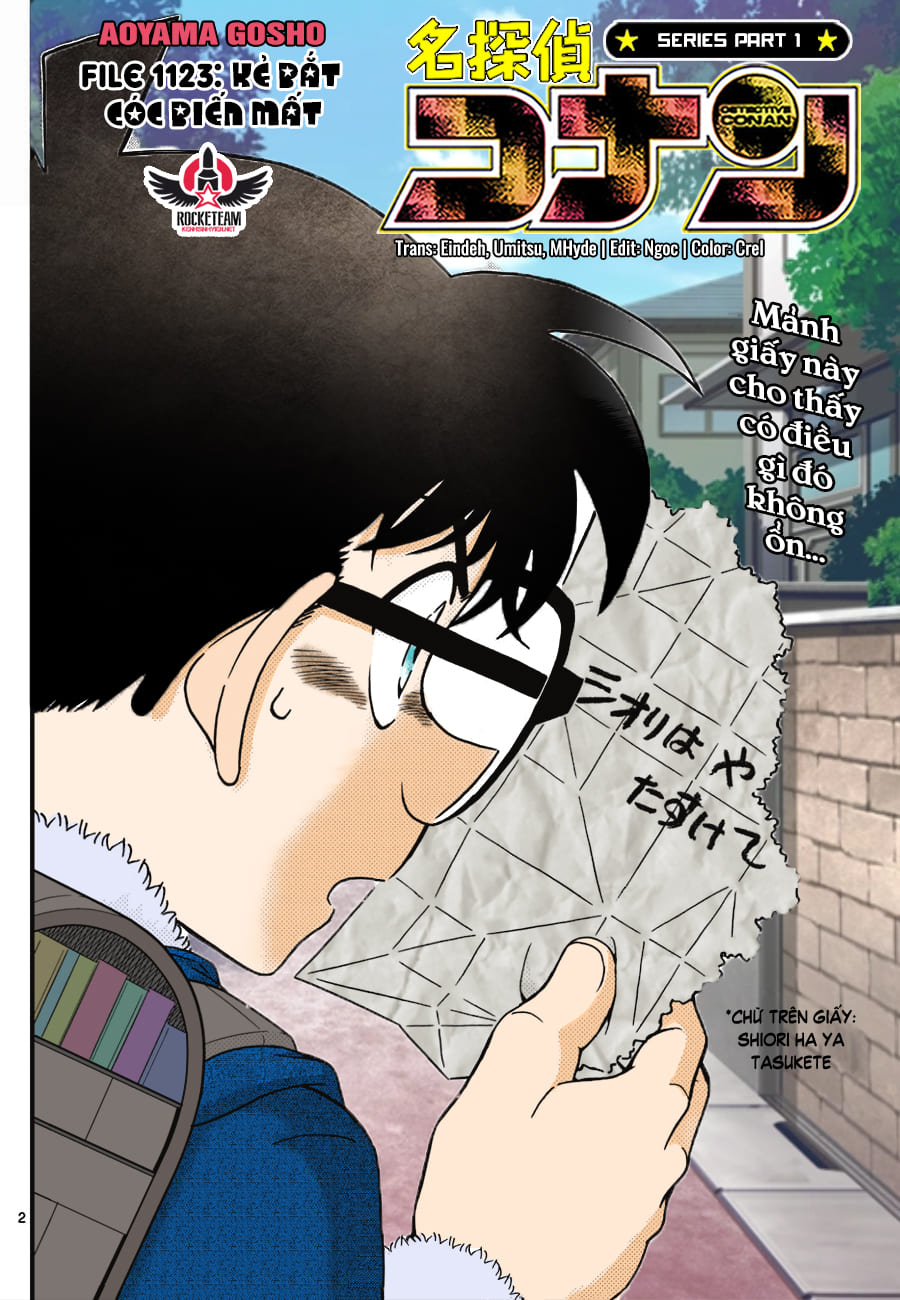 AOYAMA GOSHO
FILE 1123: KẺ BẮT
CÓC BIẾN MẤT
ROCKETEAM
KENHSINHVIEN.NET
SERIES PART 1
名探偵
コナン
DETECTIVE
CONAN
Trans: Eindeh, Umitsu, MHyde | Edit: Ngoc | Color: Crel
Mảnh
giấy này
cho thấy
có điều
gì đó
không
ổn...
シオリは や
たすけて
*CHỮ TRÊN GIẤY:
SHIORI HA YA
TASUKETE
2